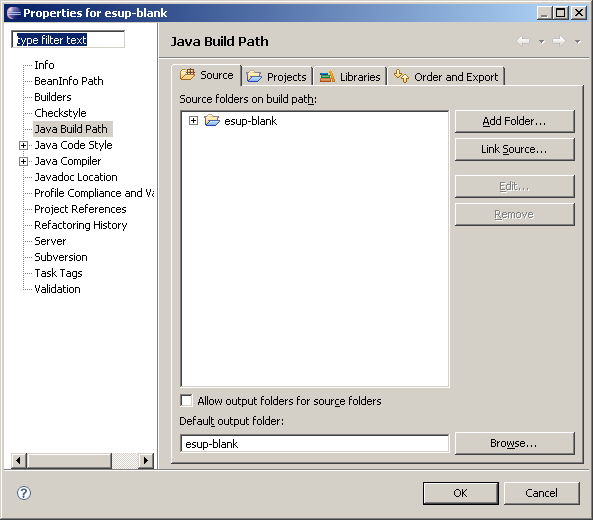 Properties for esup-blank
type filter text
Info
BeanInfo Path
Builders
Checkstyle
Java Build Path
Java Code Style
Java Compiler
Javadoc Location
Profile Compliance and Va
Project References
Refactoring History
Server
Subversion
Task Tags
Validation
Java Build Path
Source Projects Libraries Order and Export
Source folders on build path:
esup-blank
Add Folder...
Link Source...
Edit...
Remove
Allow output folders for source folders
Default output folder:
esup-blank
Browse...
?
OK Cancel